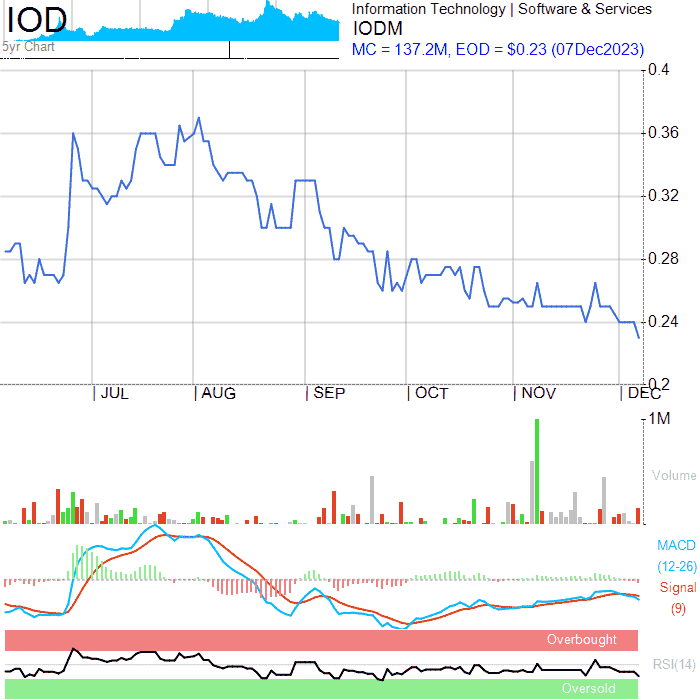 IOD
5yr Chart
Information Technology | Software & Services
IODM
MC = 137.2M, EOD = $0.23 (07Dec2023)
0.4
0.36
0.32
0.28
0.24
0.2
JUL AUG SEP OCT NOV DEC
1M
Volume
MACD
(12-26)
Signal
(9)
Overbought
RSI(14)
Oversold